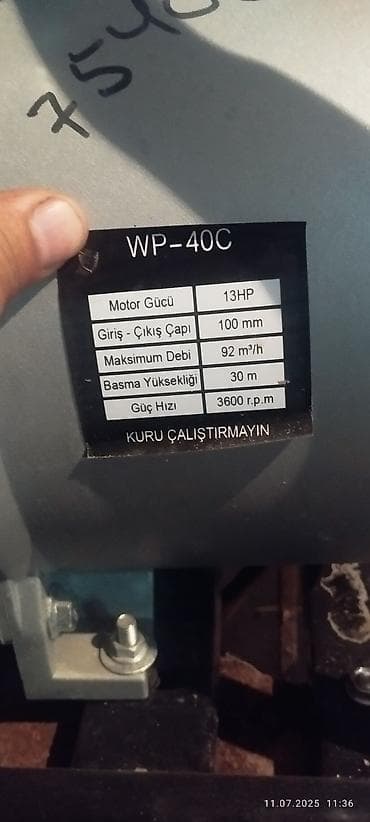 WP-40C
Motor Gücü 13HP
Giriş - Çıkış Çapı 100 mm
Maksimum Debi 92 m³/h
Basma Yüksekliği 30 m
Güç Hızı 3600 r.p.m
KURU ÇALIŞTIRMAYIN
11.07.2025 11:36